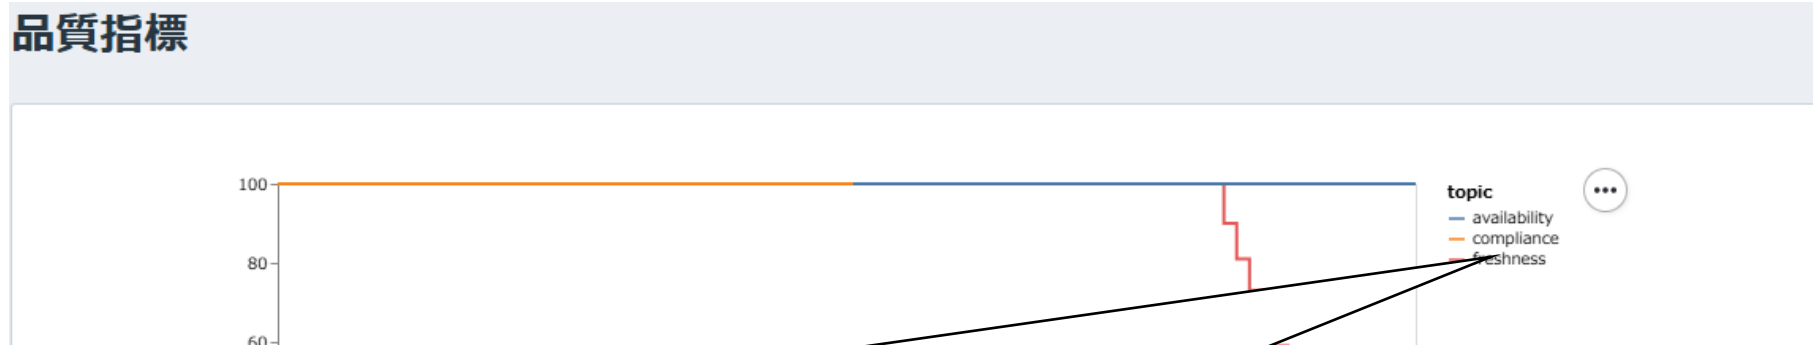 品質指標
100
topic
availability
compliance
freshness
80
60